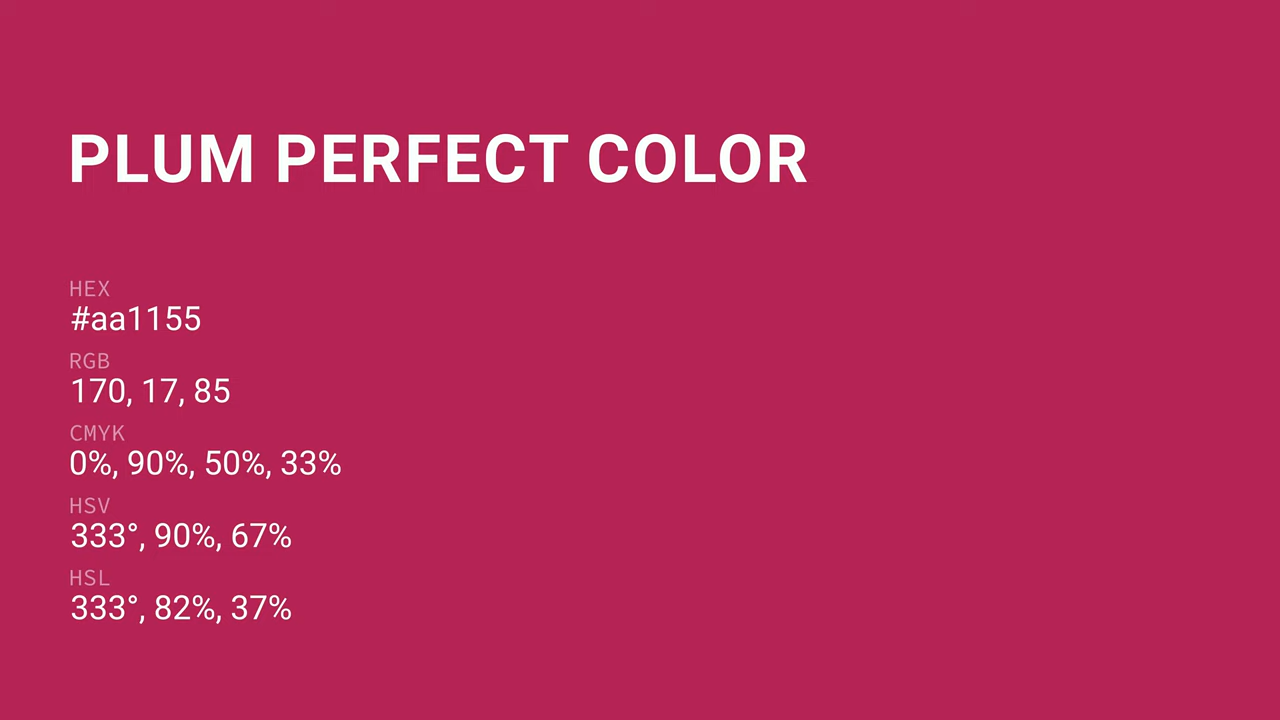 PLUM PERFECT COLOR
HEX
#aa1155
RGB
170, 17, 85
CMYK
0%, 90%, 50%, 33%
HSV
333°, 90%, 67%
HSL
333°, 82%, 37%